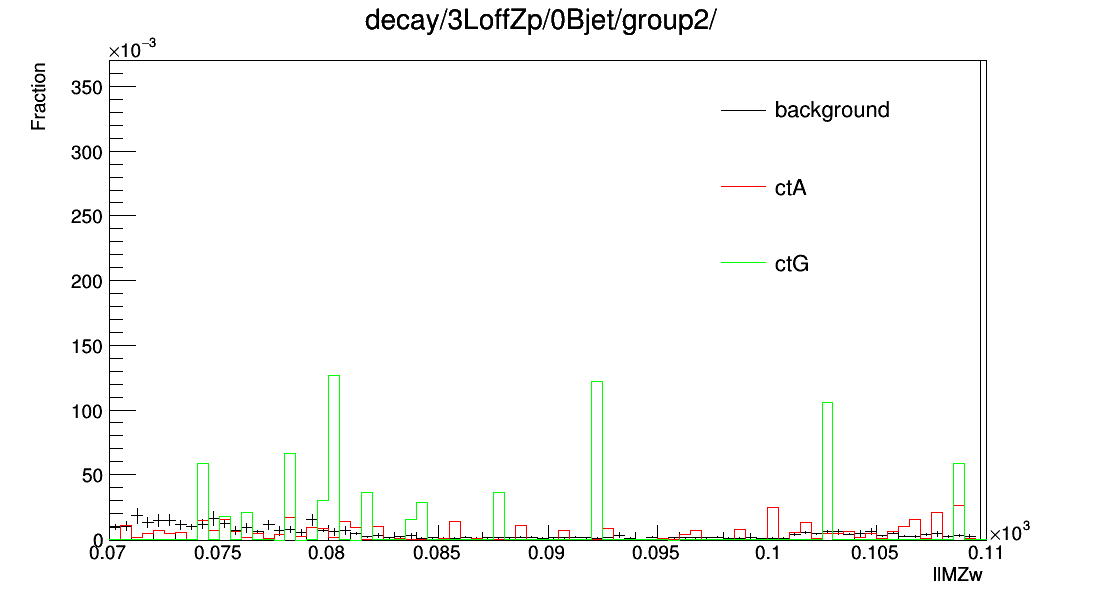 decay/3LoffZp/0Bjet/group2/
×10⁻³
Fraction
350
300
250
200
150
100
50
0
background
ctA
ctG
0.07 0.075 0.08 0.085 0.09 0.095 0.1 0.105 0.11
×10³
llMZw